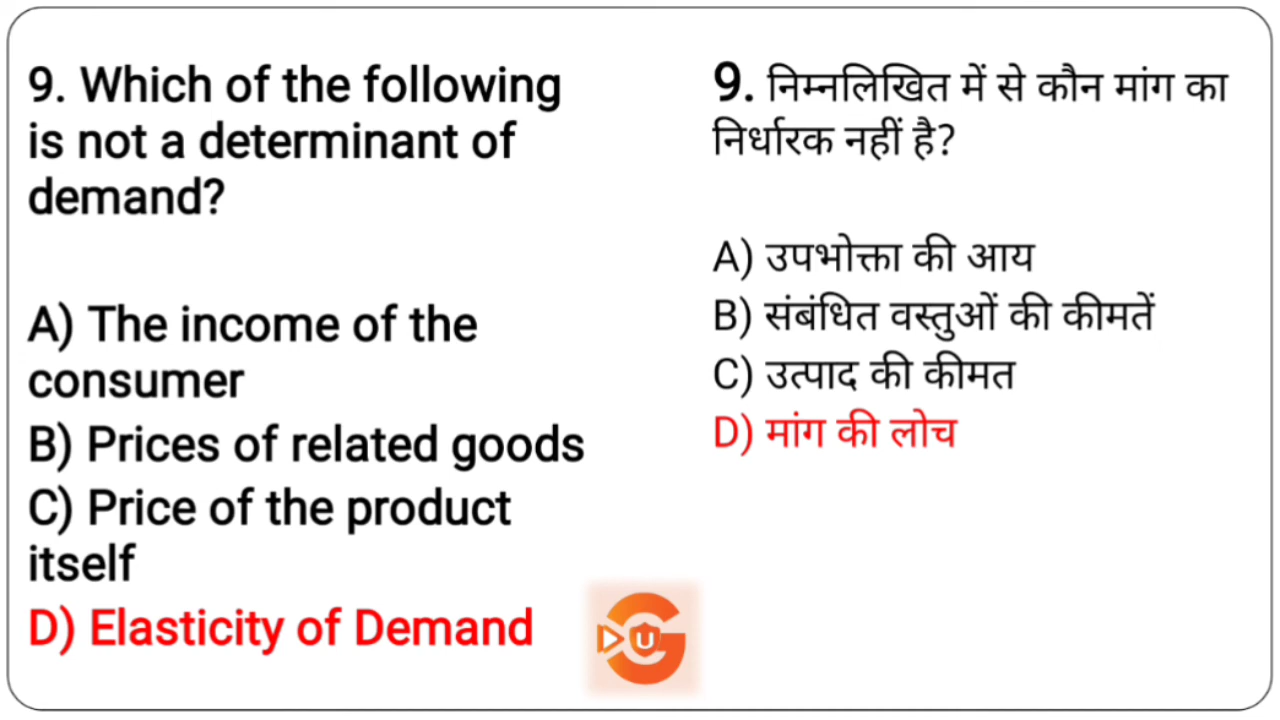 9. Which of the following
is not a determinant of
demand?
A) The income of the
consumer
B) Prices of related goods
C) Price of the product
itself
D) Elasticity of Demand
9. निम्नलिखित में से कौन मांग का
निर्धारक नहीं है?
A) उपभोक्ता की आय
B) संबंधित वस्तुओं की कीमतें
C) उत्पाद की कीमत
D) मांग की लोच
U